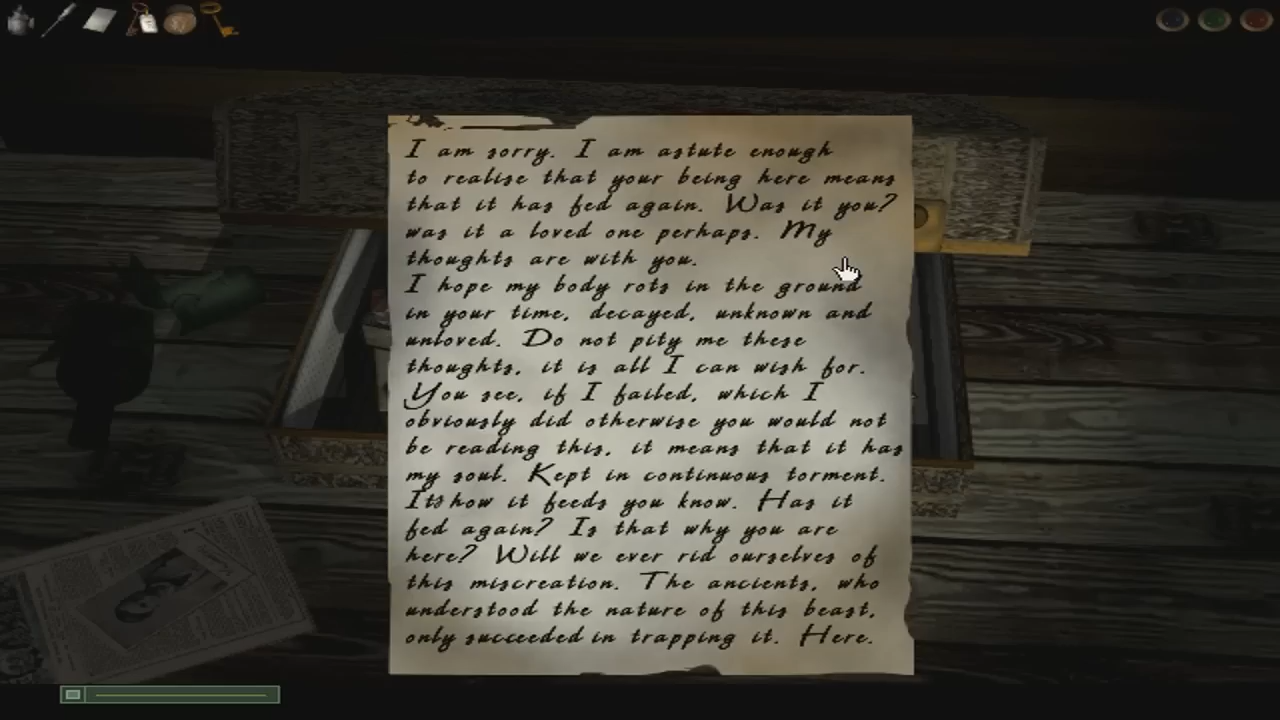 I am sorry. I am astute enough
to realise that your being here means
that it has fed again. Was it you?
was it a loved one perhaps. My
thoughts are with you.
I hope my body rots in the ground
in your time, decayed, unknown and
unloved. Do not pity me these
thoughts, it is all I can wish for.
You see, if I failed, which I
obviously did otherwise you would not
be reading this, it means that it has
my soul. Kept in continuous torment.
Its how it feeds you know. Has it
fed again? Is that why you are
here? Will we ever rid ourselves of
this miscreation. The ancients, who
understood the nature of this beast,
only succeeded in trapping it. Here.